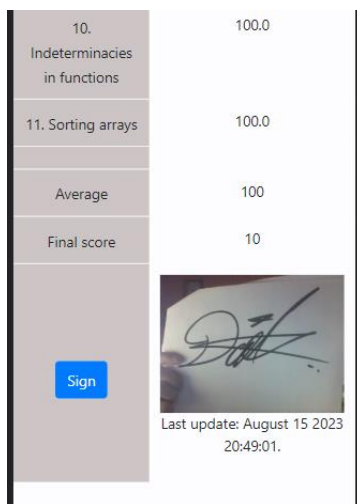 10.
Indeterminacies
in functions
100.0
11. Sorting arrays
100.0
Average
100
Final score
10
Sign
Last update: August 15 2023
20:49:01.